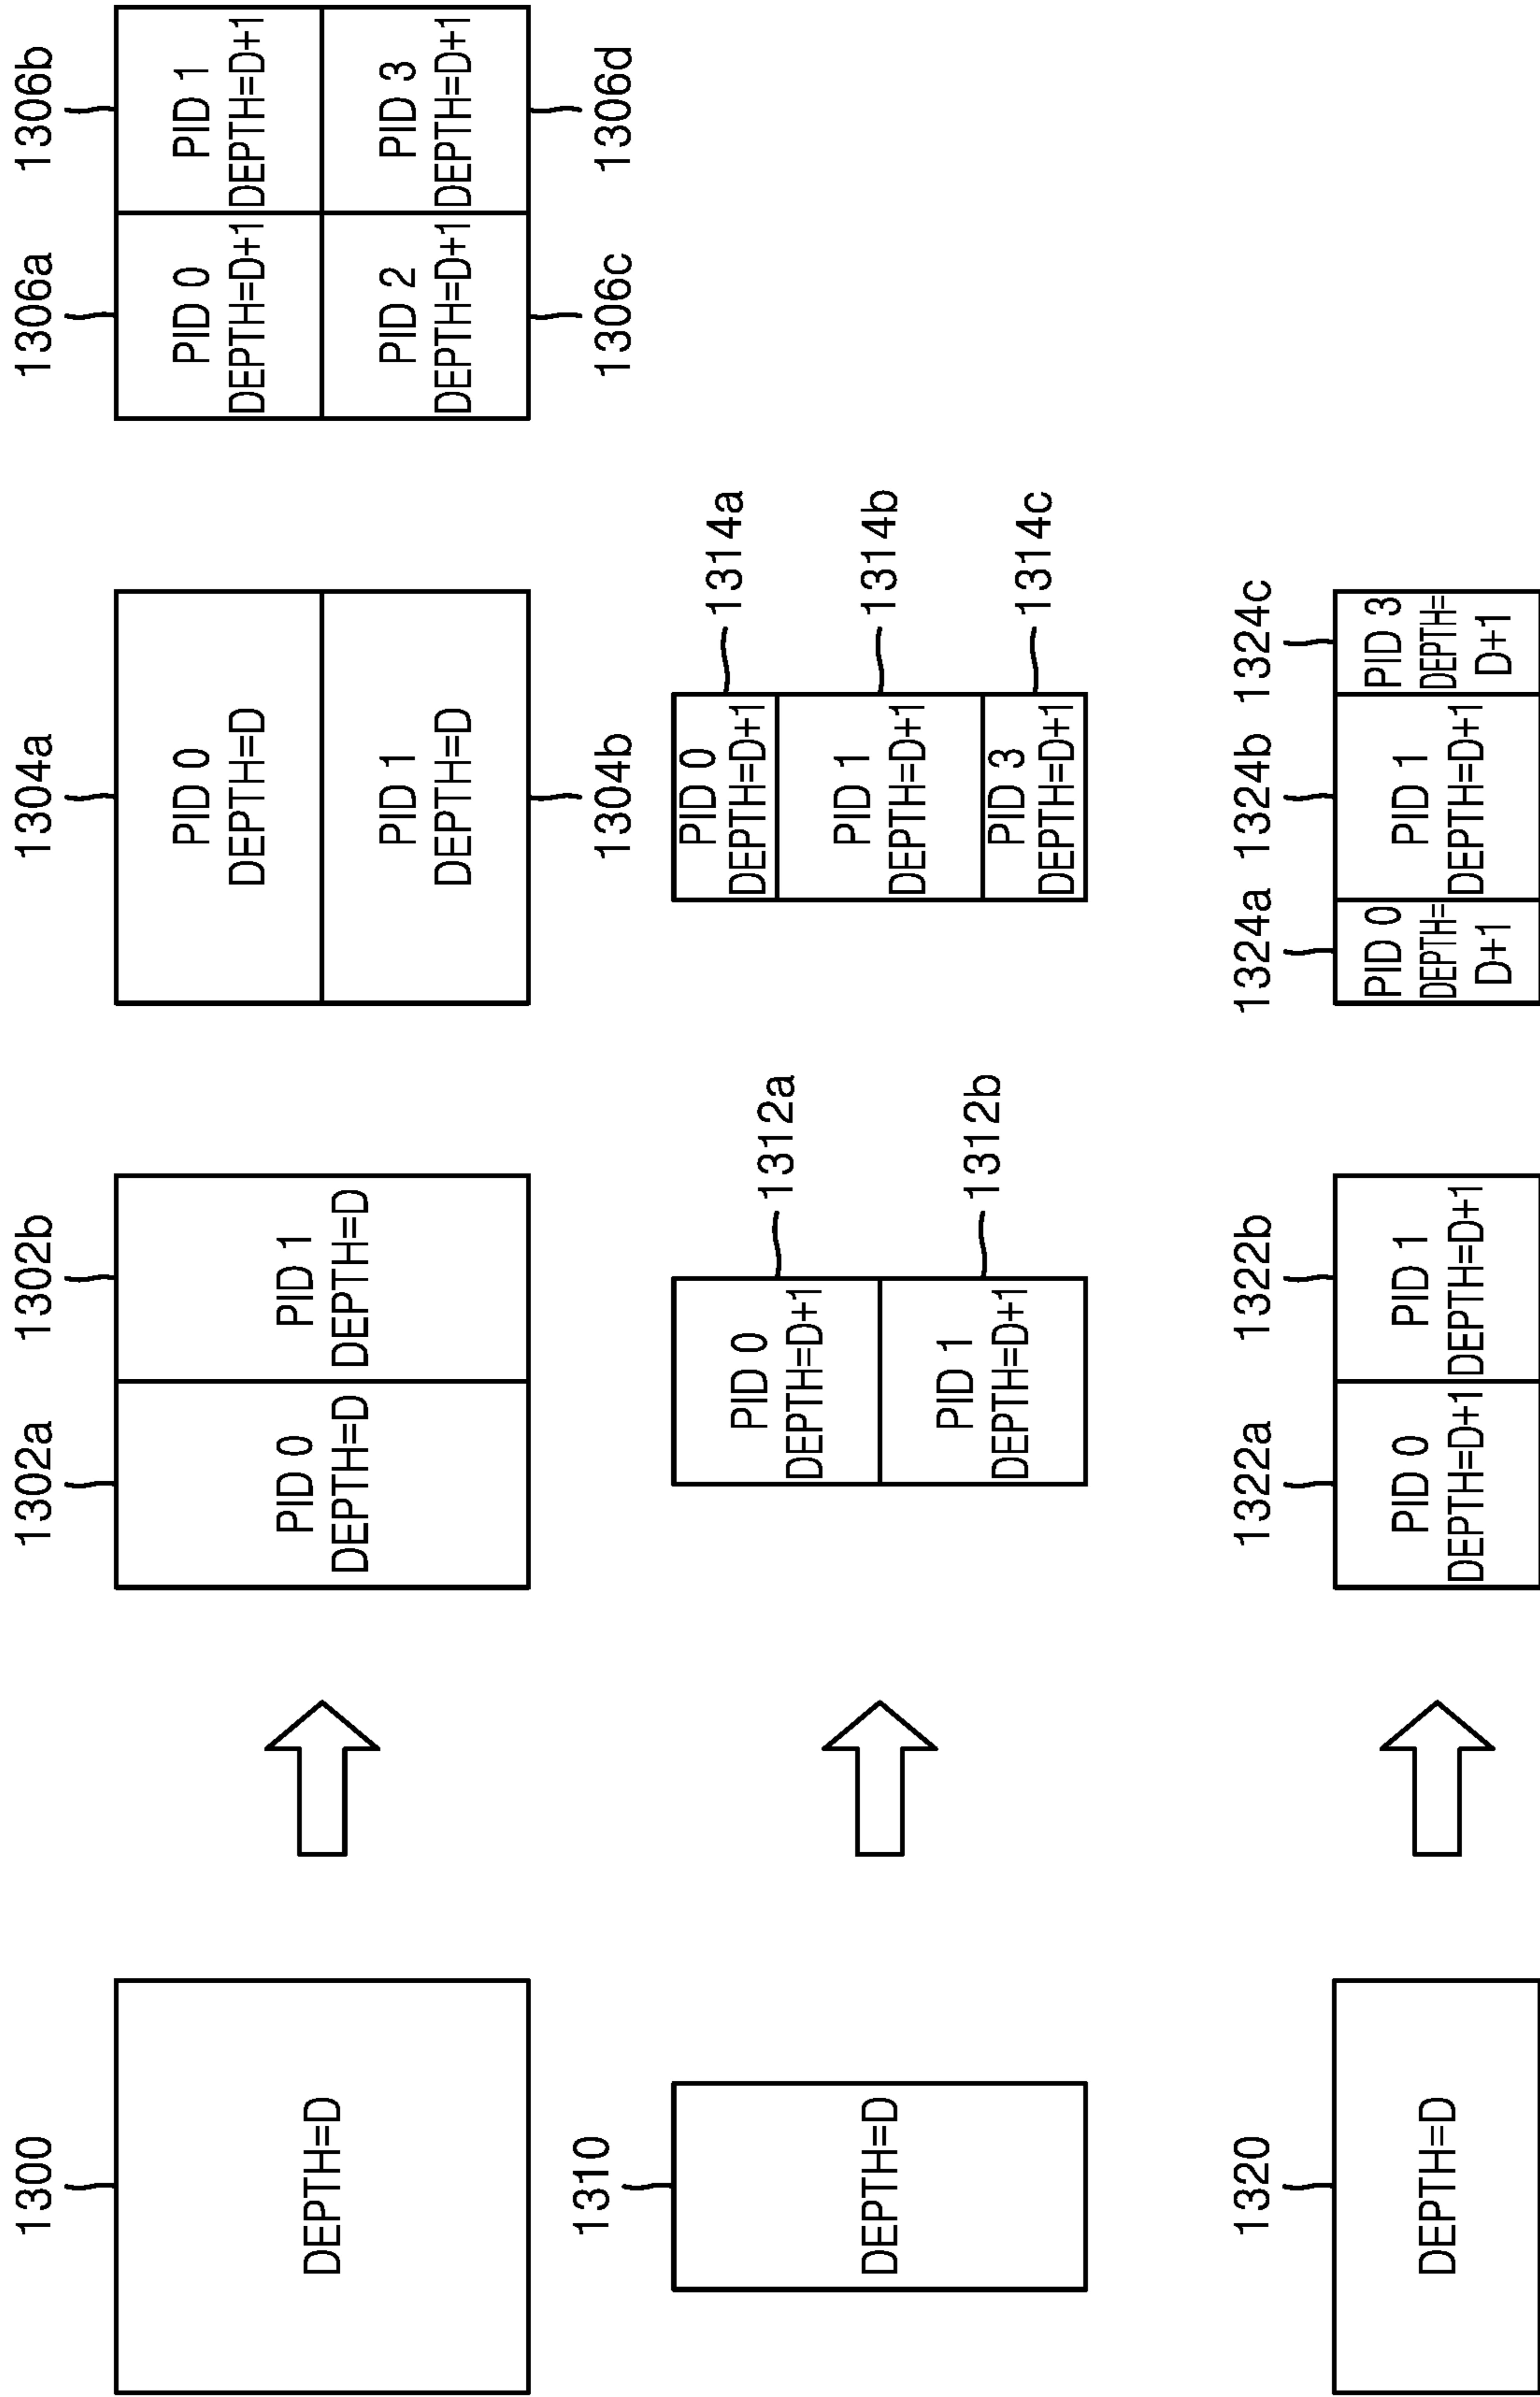 1300
DEPTH=D
1302a
1302b
PID 0
DEPTH=D
PID 1
DEPTH=D
1304a
PID 0
DEPTH=D
PID 1
DEPTH=D
1304b
1306a
1306b
PID 0
DEPTH=D+1
PID 1
DEPTH=D+1
PID 2
DEPTH=D+1
PID 3
DEPTH=D+1
1306c
1306d
1310
DEPTH=D
PID 0
DEPTH=D+1
1312a
PID 1
DEPTH=D+1
1312b
PID 0
DEPTH=D+1
1314a
PID 1
DEPTH=D+1
1314b
PID 3
DEPTH=D+1
1314c
1320
DEPTH=D
1322a
1322b
PID 0
DEPTH=D+1
PID 1
DEPTH=D+1
1324a
1324b
1324c
PID 0
DEPTH=
D+1
PID 1
DEPTH=D+1
PID 3
DEPTH=
D+1